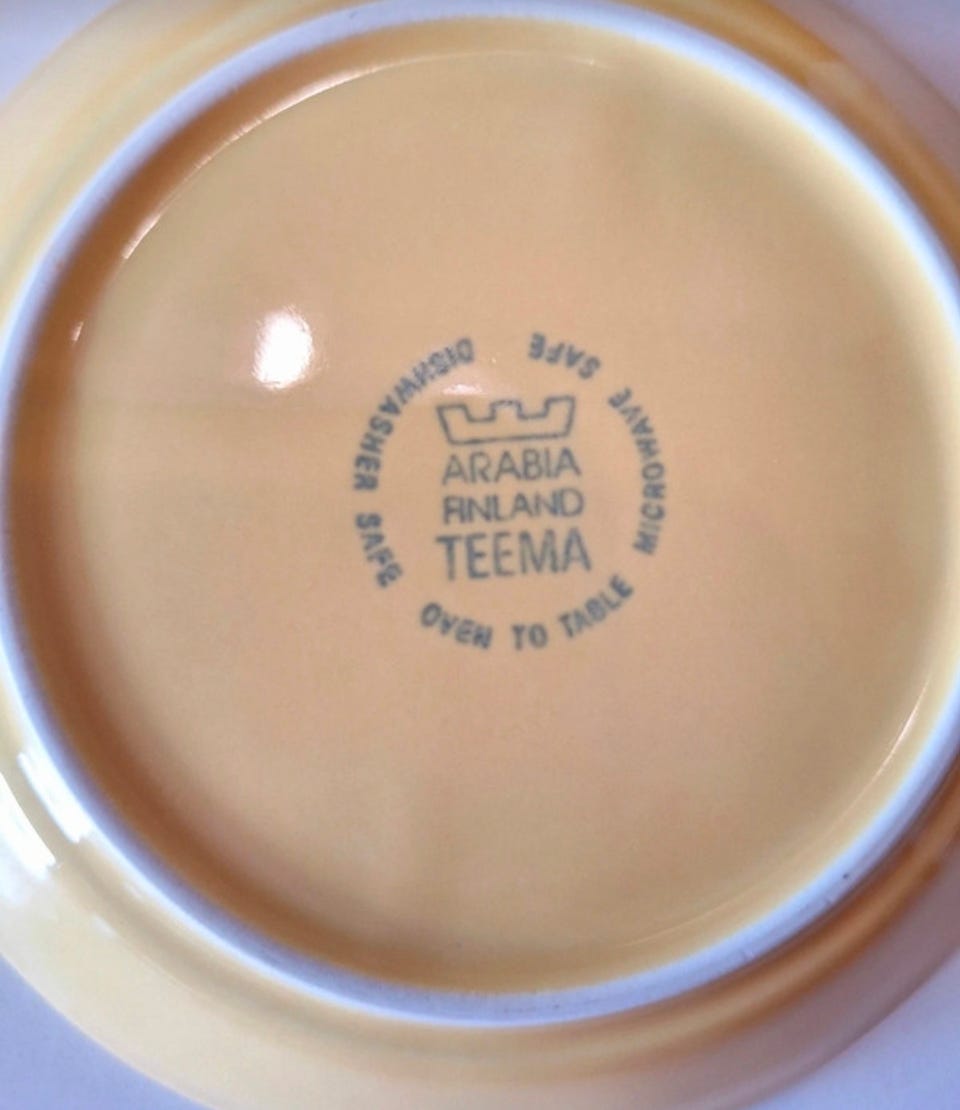 ARABIA
FINLAND
TEEMA
DISHWASHER SAFE
OVEN TO TABLE
MICROWAVE SAFE